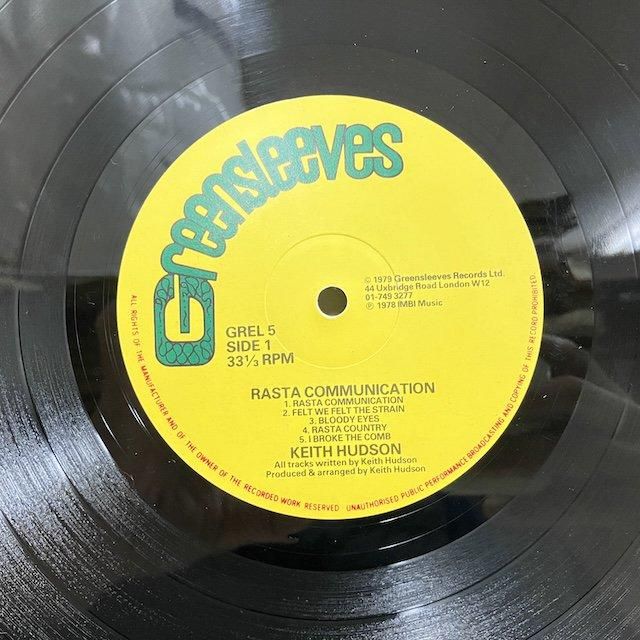 Greensleeves
© 1979 Greensleeves Records Ltd.
44 Uxbridge Road London W12
01-749 3277
℗ 1978 IMBI Music
GREL 5
SIDE 1
33⅓ RPM
RASTA COMMUNICATION
1. RASTA COMMUNICATION
2. FELT WE FELT THE STRAIN
3. BLOODY EYES
4. RASTA COUNTRY
5. I BROKE THE COMB
KEITH HUDSON
All tracks written by Keith Hudson
Produced & arranged by Keith Hudson
ALL RIGHTS OF THE MANUFACTURER AND OF THE OWNER OF THE RECORDED WORK RESERVED UNAUTHORISED PUBLIC PERFORMANCE BROADCASTING AND COPYING OF THIS RECORD PROHIBITED.